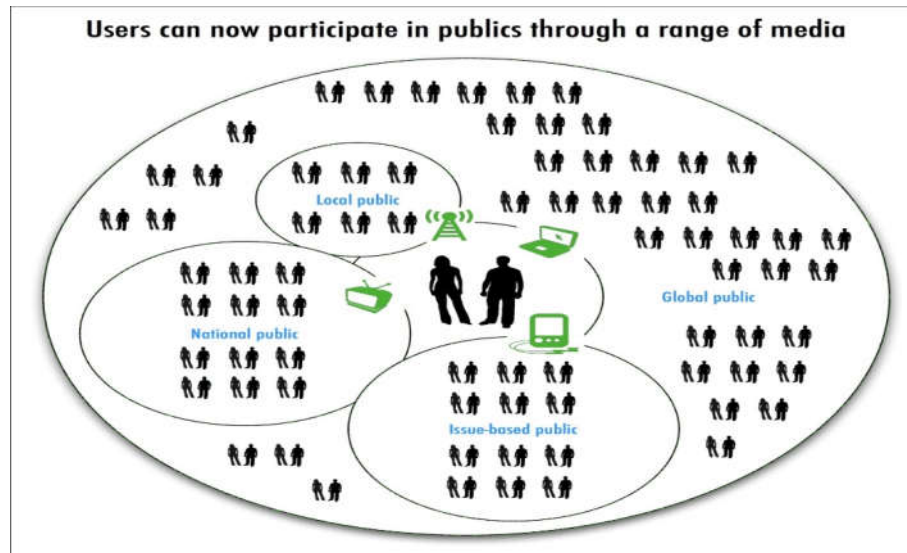 Users can now participate in publics through a range of media
Local public
Global public
National public
Issue-based public